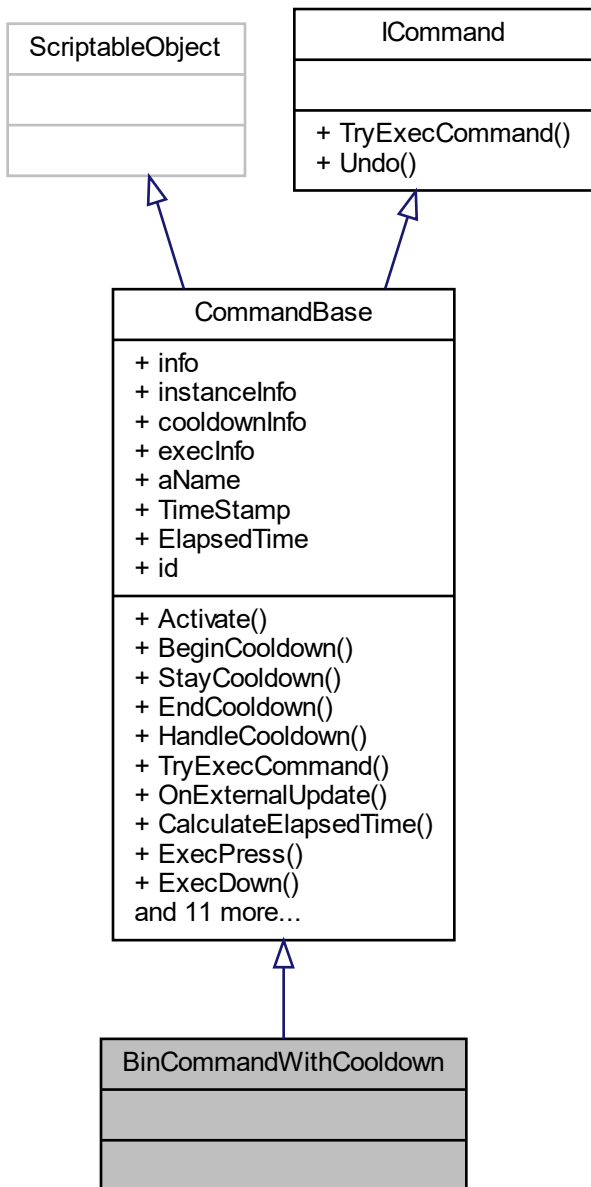 ScriptableObject
ICommand
+ TryExecCommand()
+ Undo()
CommandBase
+ info
+ instanceInfo
+ cooldownInfo
+ execInfo
+ aName
+ TimeStamp
+ ElapsedTime
+ id
+ Activate()
+ BeginCooldown()
+ StayCooldown()
+ EndCooldown()
+ HandleCooldown()
+ TryExecCommand()
+ OnExternalUpdate()
+ CalculateElapsedTime()
+ ExecPress()
+ ExecDown()
and 11 more...
BinCommandWithCooldown